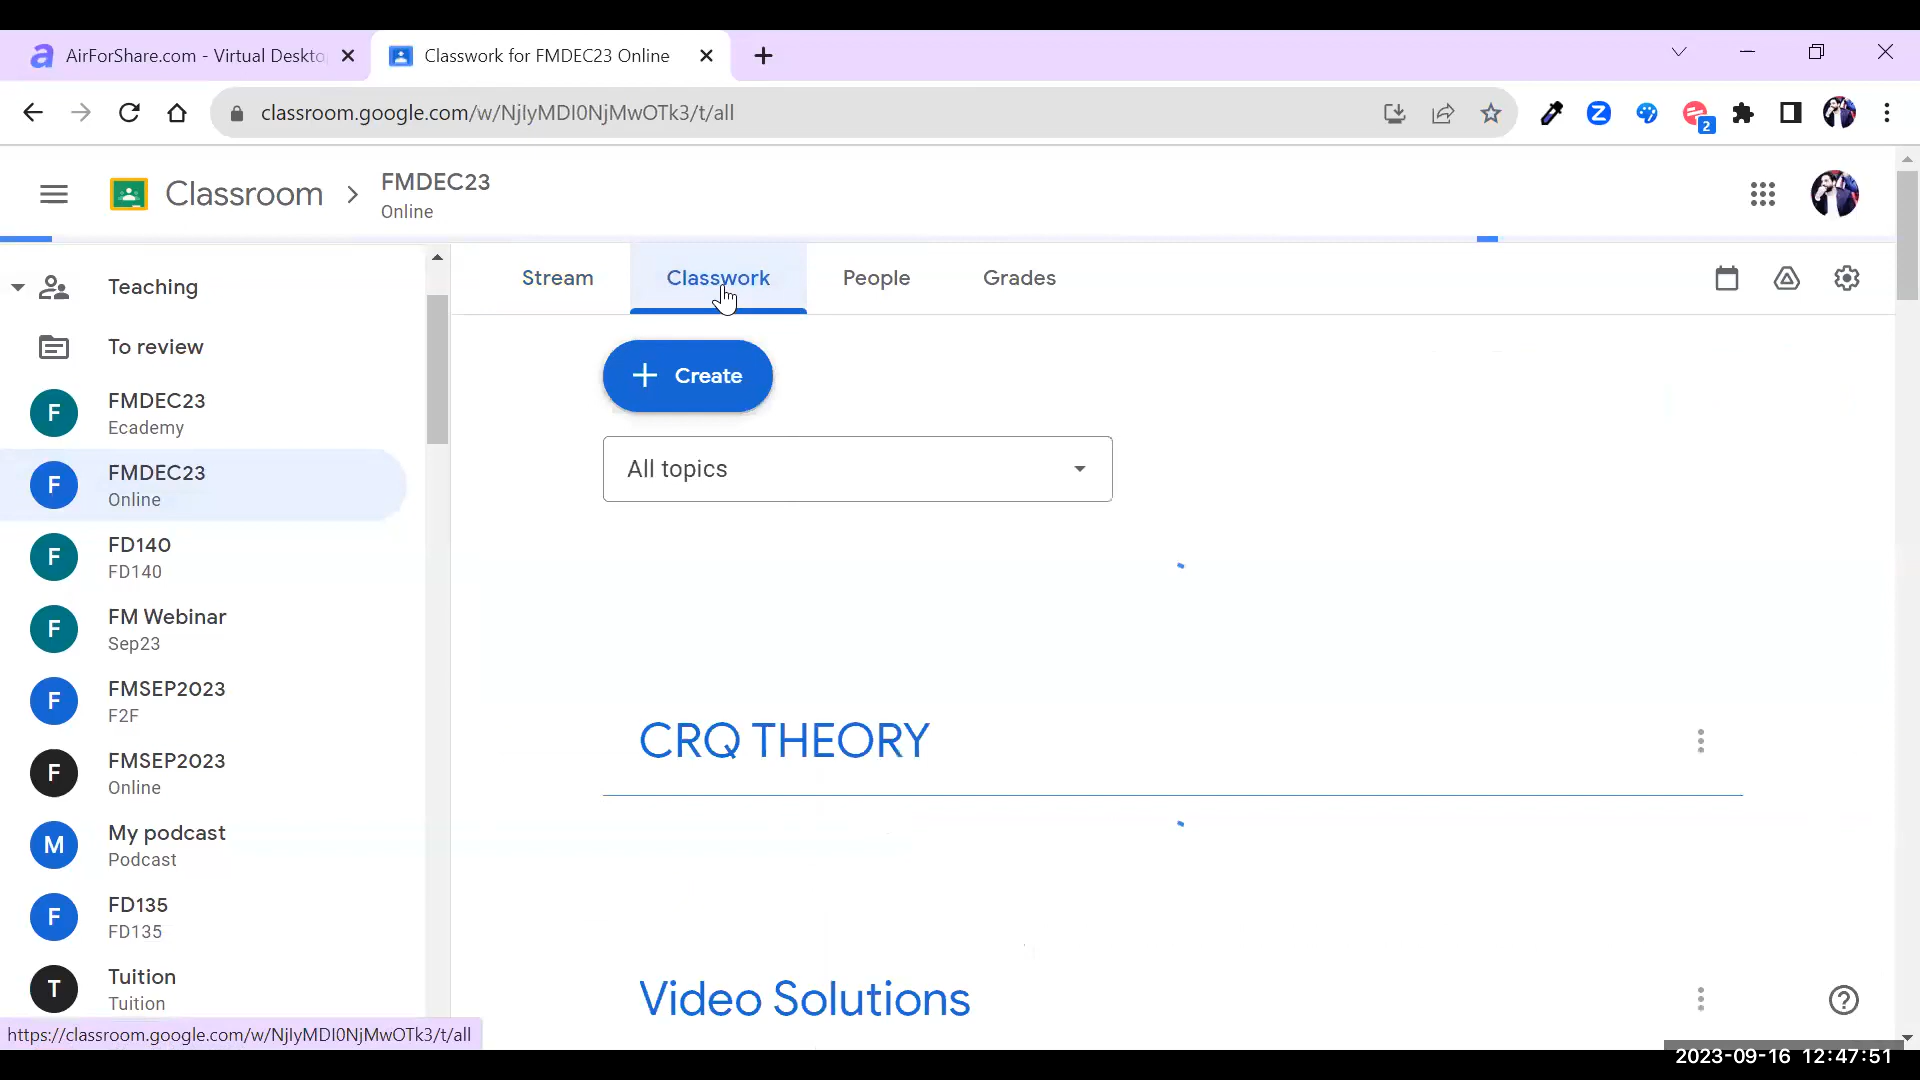 AirForShare.com - Virtual Deskto
Classwork for FMDEC23 Online
classroom.google.com/w/NjIyMDI0NjMwOTk3/t/all
2
Classroom
FMDEC23
Online
Stream
Classwork
People
Grades
Teaching
To review
F
FMDEC23
Ecademy
F
FMDEC23
Online
F
FD140
FD140
F
FM Webinar
Sep23
F
FMSEP2023
F2F
F
FMSEP2023
Online
M
My podcast
Podcast
F
FD135
FD135
T
Tuition
Tuition
Create
All topics
CRQ THEORY
Video Solutions
https://classroom.google.com/w/NjIyMDI0NjMwOTk3/t/all
2023-09-16 12:47:51